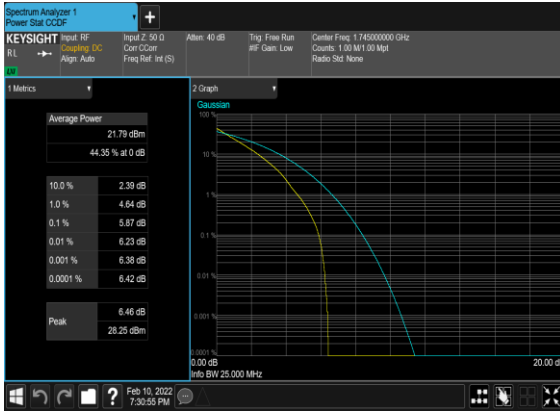 Spectrum Analyzer 1
Power Stat CCDF
KEYSIGHT
RL
Input: RF
Coupling: DC
Align: Auto
Input Z: 50 Ω
Corr CCorr
Freq Ref: Int (S)
Atten: 40 dB
Trig: Free Run
#IF Gain: Low
Center Freq: 1.745000000 GHz
Counts: 1.00 M/1.00 Mpt
Radio Std: None
1 Metrics
Average Power
21.79 dBm
44.35 % at 0 dB
10.0 % 2.39 dB
1.0 % 4.64 dB
0.1 % 5.87 dB
0.01 % 6.23 dB
0.001 % 6.38 dB
0.0001 % 6.42 dB
Peak
6.46 dB
28.25 dBm
2 Graph
Gaussian
100 %
10 %
1 %
0.1 %
0.01 %
0.001 %
0.0001 %
0.00 dB
20.00 d
Info BW 25.000 MHz
Feb 10, 2022
7:30:55 PM